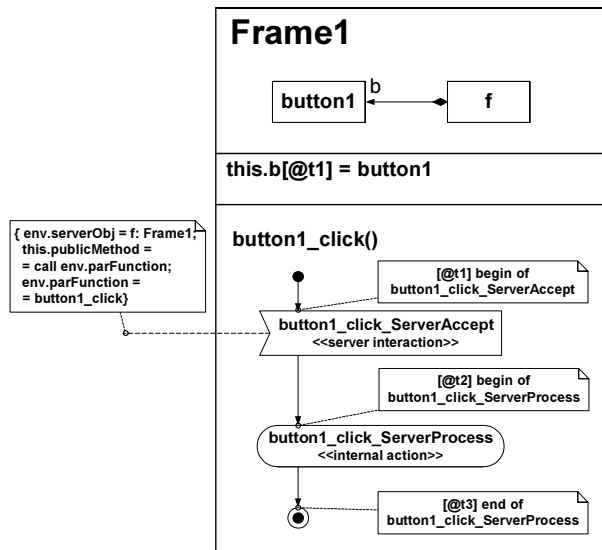 Frame1
b
button1
f
this.b[@t1] = button1
{ env.serverObj = f: Frame1;
this.publicMethod =
= call env.parFunction;
env.parFunction =
= button1_click}
button1_click()
[@t1] begin of
button1_click_ServerAccept
button1_click_ServerAccept
<<server interaction>>
[@t2] begin of
button1_click_ServerProcess
button1_click_ServerProcess
<<internal action>>
[@t3] end of
button1_click_ServerProcess